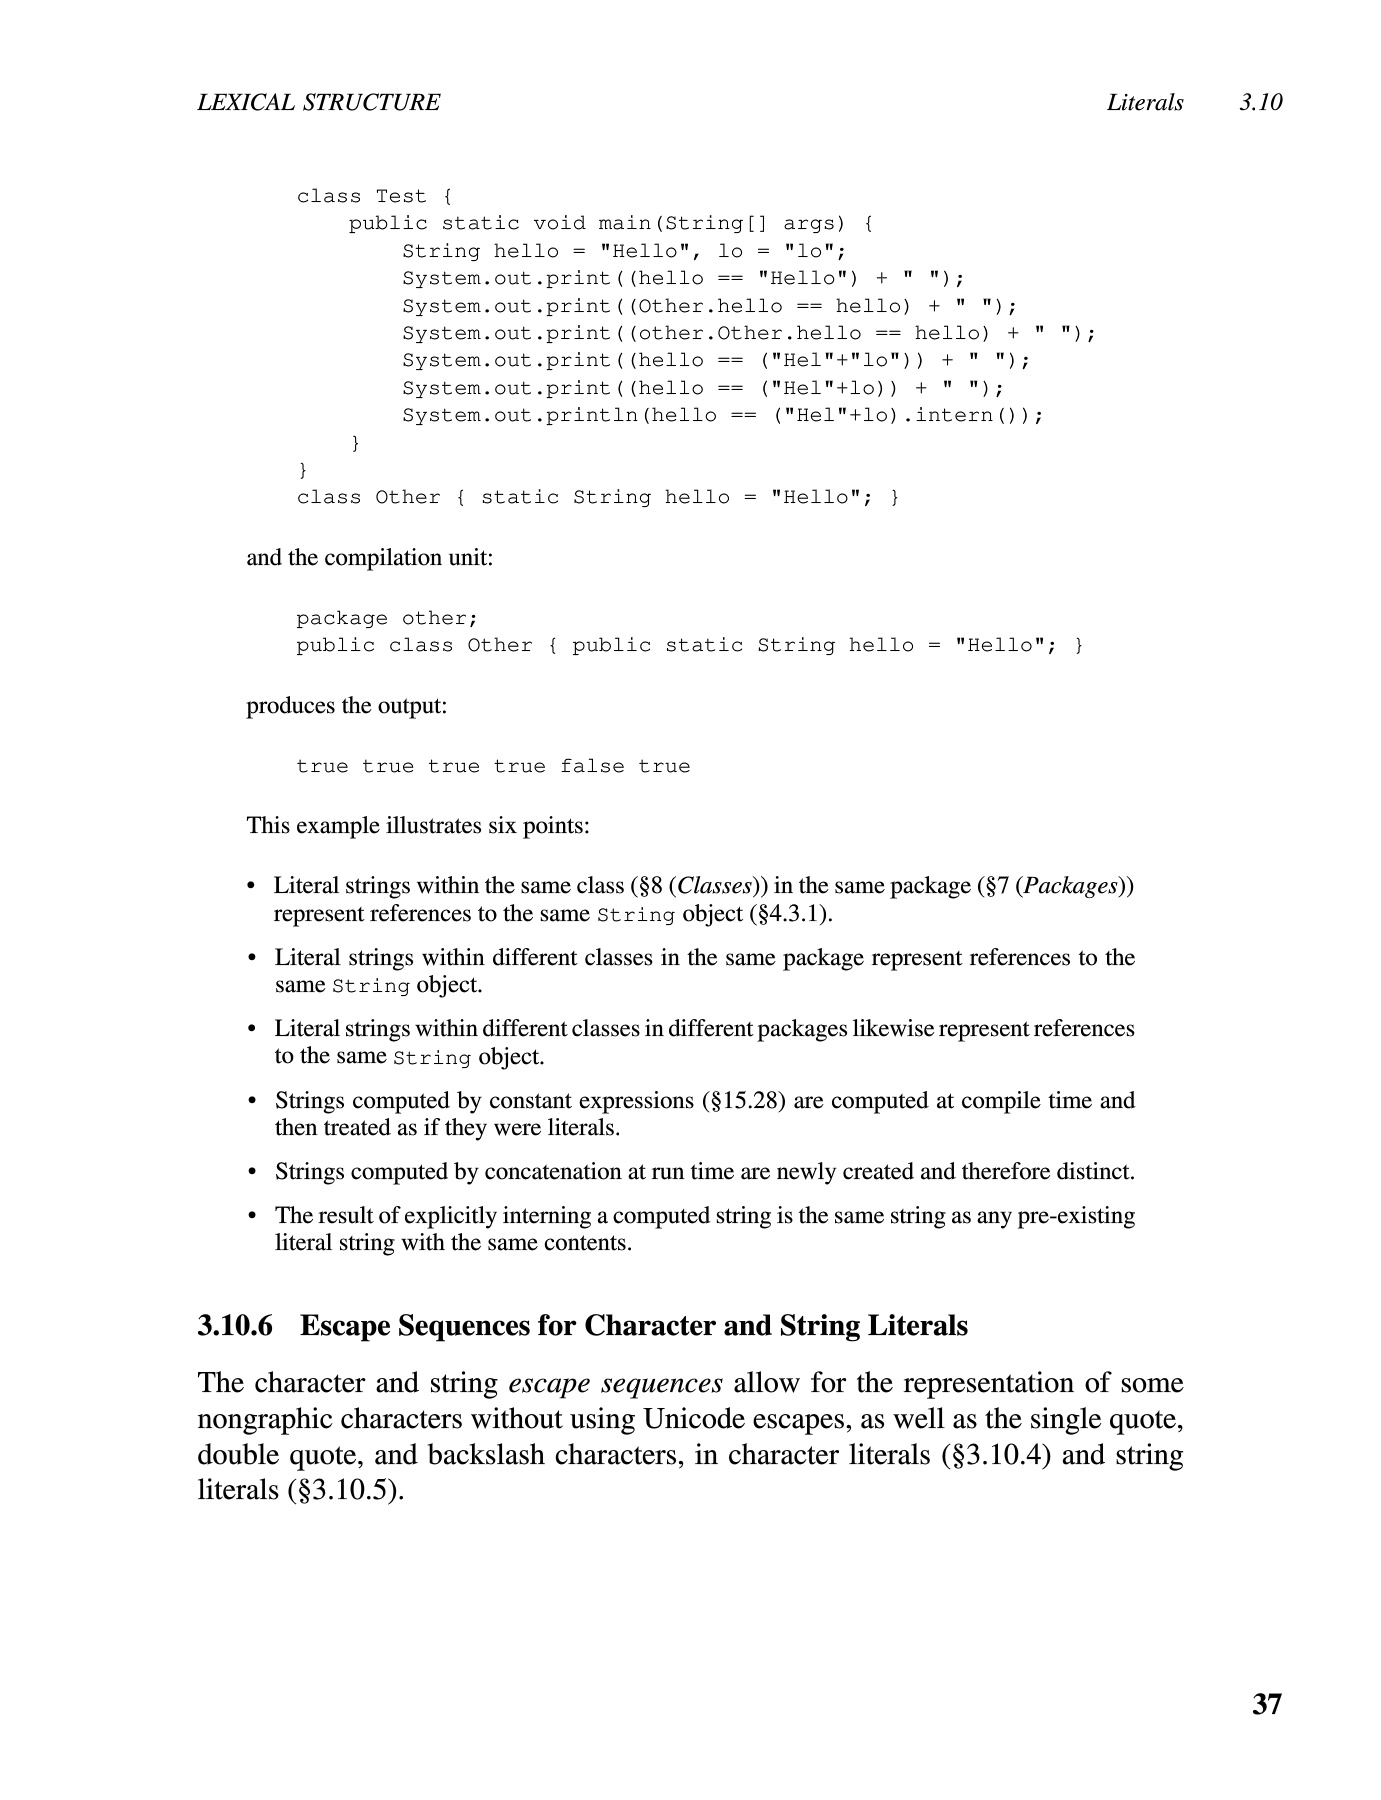 LEXICAL STRUCTURE Literals 3.10
class Test {
    public static void main(String[] args) {
        String hello = "Hello", lo = "lo";
        System.out.print((hello == "Hello") + " ");
        System.out.print((Other.hello == hello) + " ");
        System.out.print((other.Other.hello == hello) + " ");
        System.out.print((hello == ("Hel"+"lo")) + " ");
        System.out.print((hello == ("Hel"+lo)) + " ");
        System.out.println(hello == ("Hel"+lo).intern());
    }
}
class Other { static String hello = "Hello"; }
and the compilation unit:
package other;
public class Other { public static String hello = "Hello"; }
produces the output:
true true true true false true
This example illustrates six points:
• Literal strings within the same class (§8 (Classes)) in the same package (§7 (Packages))
represent references to the same String object (§4.3.1).
• Literal strings within different classes in the same package represent references to the
same String object.
• Literal strings within different classes in different packages likewise represent references
to the same String object.
• Strings computed by constant expressions (§15.28) are computed at compile time and
then treated as if they were literals.
• Strings computed by concatenation at run time are newly created and therefore distinct.
• The result of explicitly interning a computed string is the same string as any pre-existing
literal string with the same contents.
3.10.6 Escape Sequences for Character and String Literals
The character and string escape sequences allow for the representation of some
nongraphic characters without using Unicode escapes, as well as the single quote,
double quote, and backslash characters, in character literals (§3.10.4) and string
literals (§3.10.5).
37